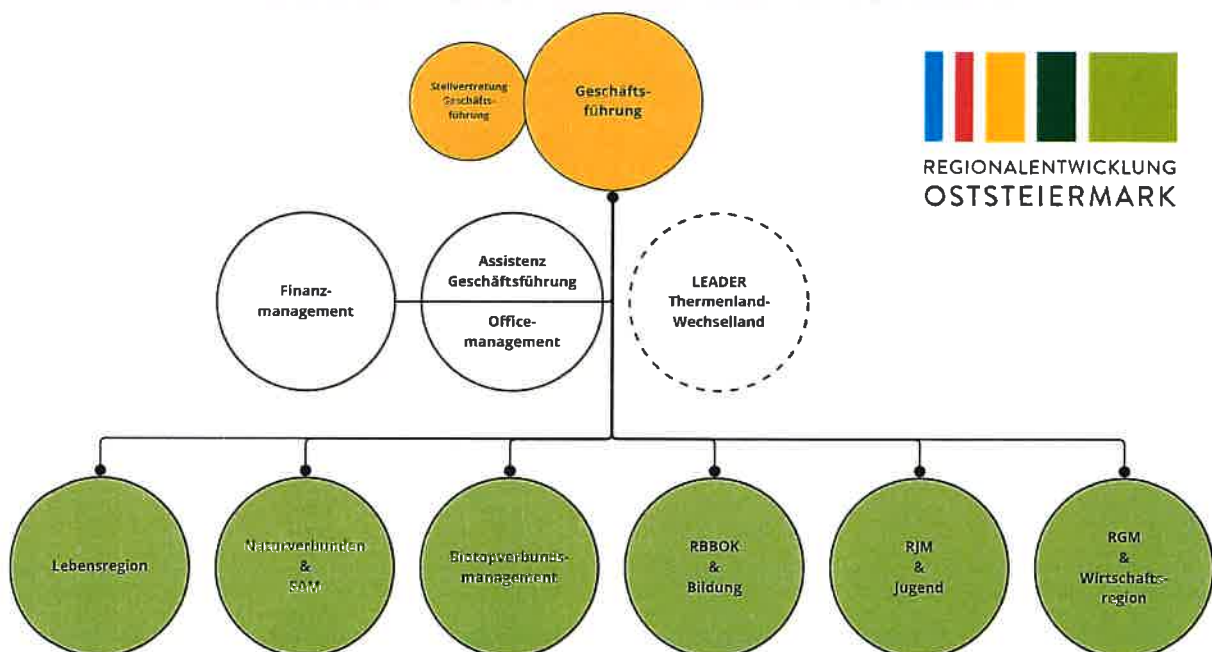 Stellvertretung
Geschäfts-
führung
Geschäfts-
führung
REGIONALENTWICKLUNG
OSTSTEIERMARK
Finanz-
management
Assistenz
Geschäftsführung
Office-
management
LEADER
Thermenland-
Wechselland
Lebensregion
Naturverbunden
&
SAM
Biotopverbunds-
management
RBBOK
&
Bildung
RJM
&
Jugend
RGM
&
Wirtschafts-
region